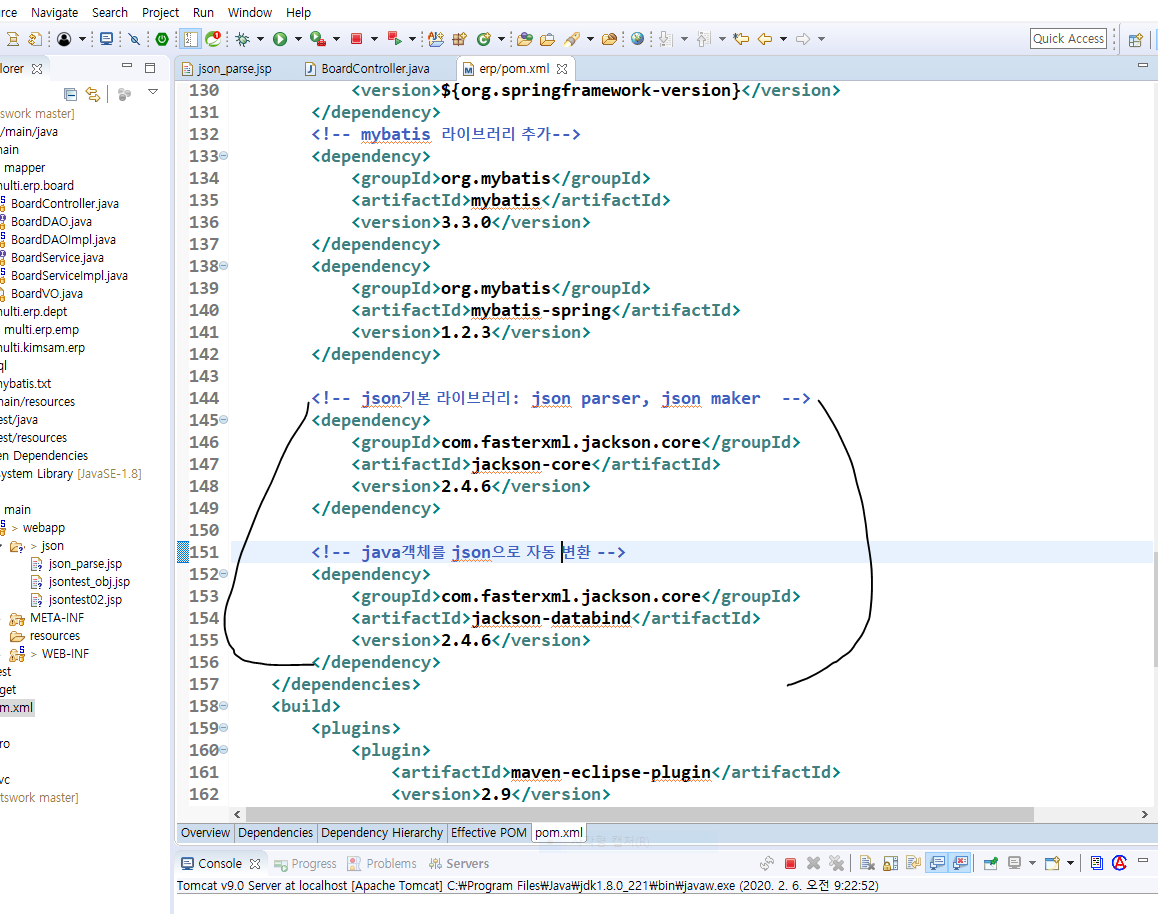 rce Navigate Search Project Run Window Help
Quick Access
lorer
json_parse.jsp BoardController.java erp/pom.xml
swork master]
/main/java
nain
mapper
nulti.erp.board
BoardController.java
BoardDAO.java
BoardDAOImpl.java
BoardService.java
BoardServiceImpl.java
BoardVO.java
nulti.erp.dept
multi.erp.emp
nulti.kimsam.erp
ql
nybatis.txt
nain/resources
est/java
est/resources
en Dependencies
ystem Library [JavaSE-1.8]
main
> webapp
> json
json_parse.jsp
jsontest_obj.jsp
jsontest02.jsp
META-INF
resources
> WEB-INF
est
get
m.xml
ro
vc
tswork master]
130 <version>${org.springframework-version}</version>
131 </dependency>
132 <!-- mybatis 라이브러리 추가-->
133 <dependency>
134 <groupId>org.mybatis</groupId>
135 <artifactId>mybatis</artifactId>
136 <version>3.3.0</version>
137 </dependency>
138 <dependency>
139 <groupId>org.mybatis</groupId>
140 <artifactId>mybatis-spring</artifactId>
141 <version>1.2.3</version>
142 </dependency>
143
144 <!-- json기본 라이브러리: json parser, json maker -->
145 <dependency>
146 <groupId>com.fasterxml.jackson.core</groupId>
147 <artifactId>jackson-core</artifactId>
148 <version>2.4.6</version>
149 </dependency>
150
151 <!-- java객체를 json으로 자동 변환 -->
152 <dependency>
153 <groupId>com.fasterxml.jackson.core</groupId>
154 <artifactId>jackson-databind</artifactId>
155 <version>2.4.6</version>
156 </dependency>
157 </dependencies>
158 <build>
159 <plugins>
160 <plugin>
161 <artifactId>maven-eclipse-plugin</artifactId>
162 <version>2.9</version>
Overview Dependencies Dependency Hierarchy Effective POM pom.xml
Console Progress Problems Servers
Tomcat v9.0 Server at localhost [Apache Tomcat] C:₩Program Files₩Java₩jdk1.8.0_221₩bin₩javaw.exe (2020. 2. 6. 오전 9:22:52)